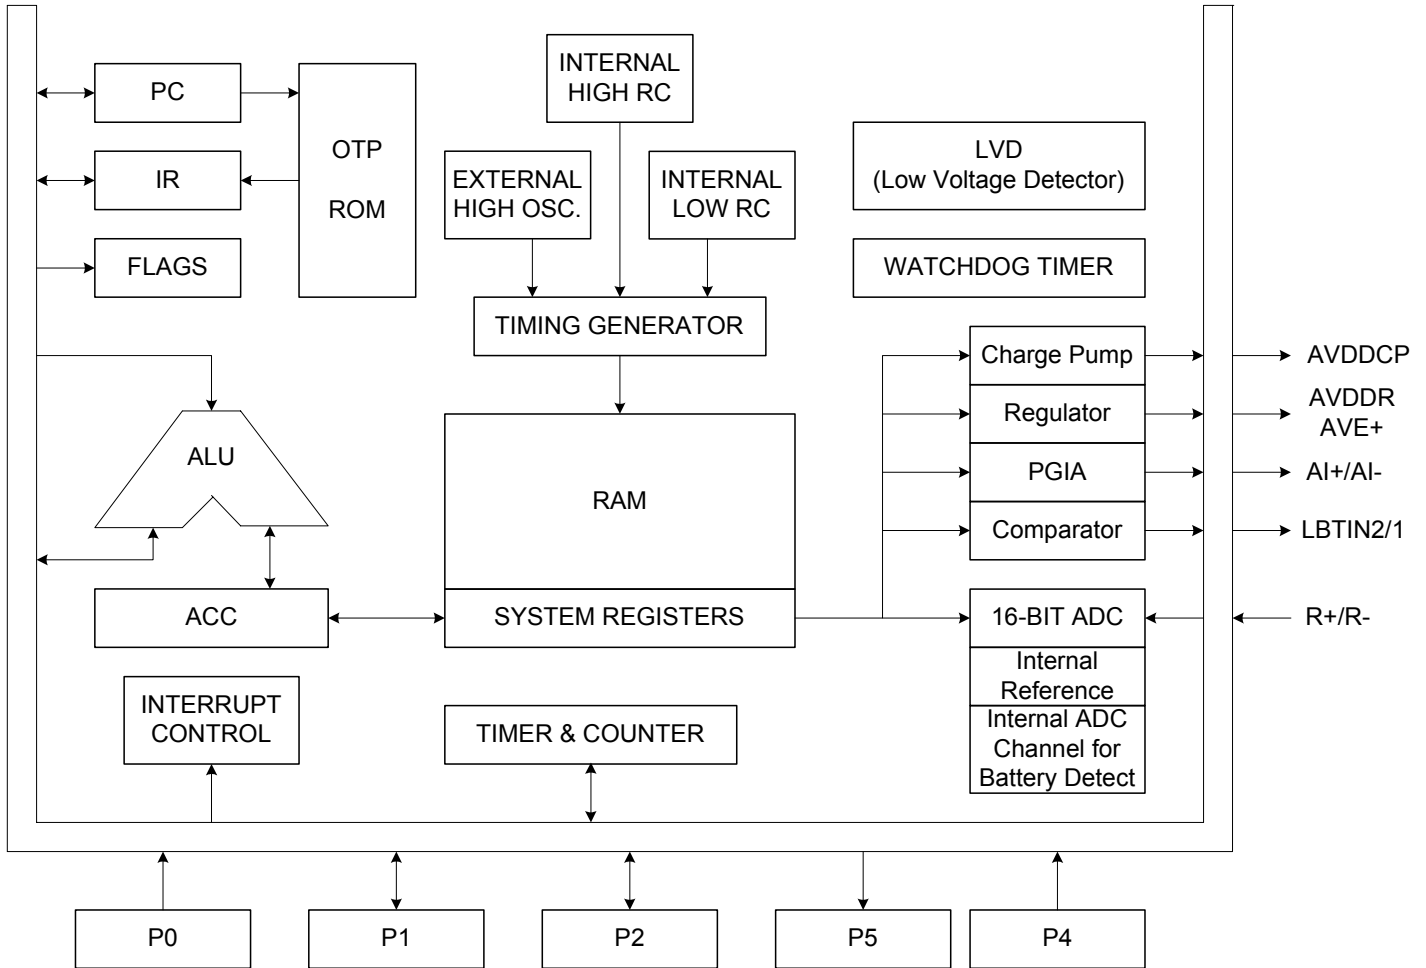 PC
IR
FLAGS
OTP
ROM
INTERNAL
HIGH RC
EXTERNAL
HIGH OSC.
INTERNAL
LOW RC
TIMING GENERATOR
LVD
(Low Voltage Detector)
WATCHDOG TIMER
ALU
RAM
ACC
SYSTEM REGISTERS
Charge Pump
Regulator
PGIA
Comparator
16-BIT ADC
Internal
Reference
Internal ADC
Channel for
Battery Detect
AVDDCP
AVDDR
AVE+
AI+/AI-
LBTIN2/1
R+/R-
INTERRUPT
CONTROL
TIMER & COUNTER
P0
P1
P2
P5
P4